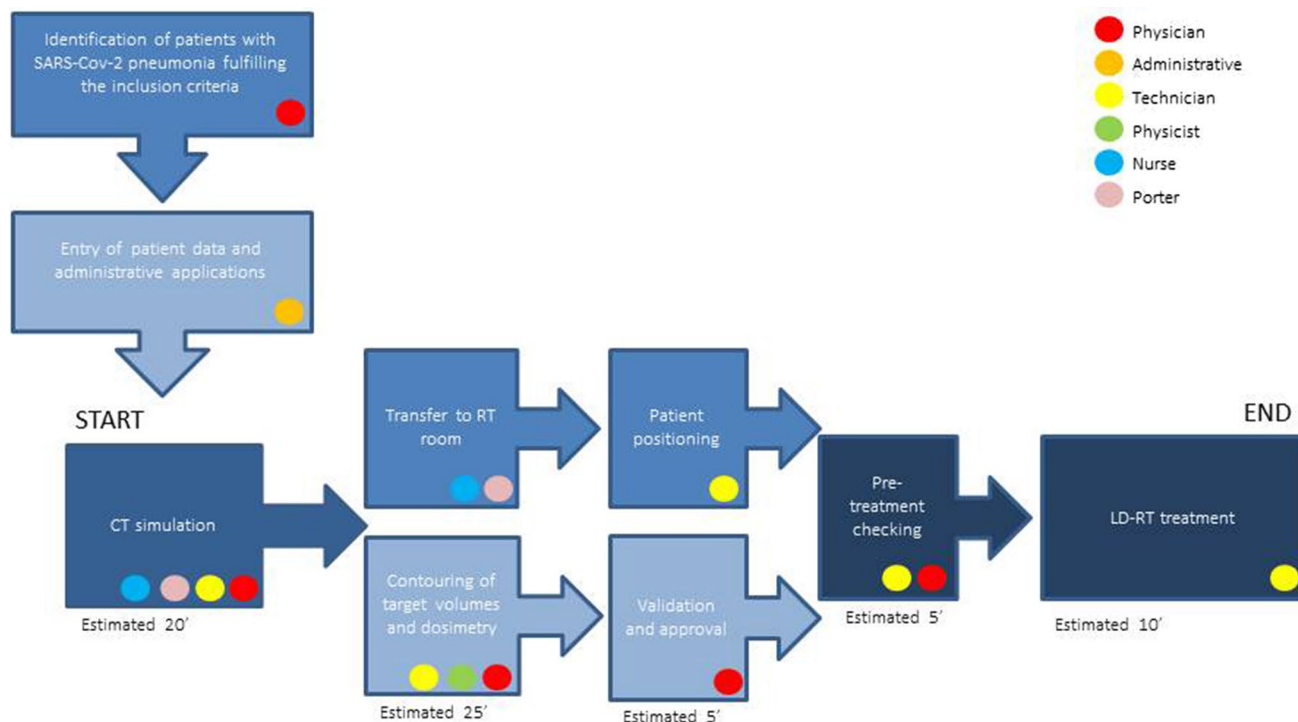 Identification of patients with
SARS-Cov-2 pneumonia fulfilling
the inclusion criteria
Physician
Administrative
Technician
Physicist
Nurse
Porter
Entry of patient data and
administrative applications
START
CT simulation
Estimated 20'
Transfer to RT
room
Patient
positioning
Contouring of
target volumes
and dosimetry
Estimated 25'
Validation
and approval
Estimated 5'
Pre-
treatment
checking
Estimated 5'
END
LD-RT treatment
Estimated 10'